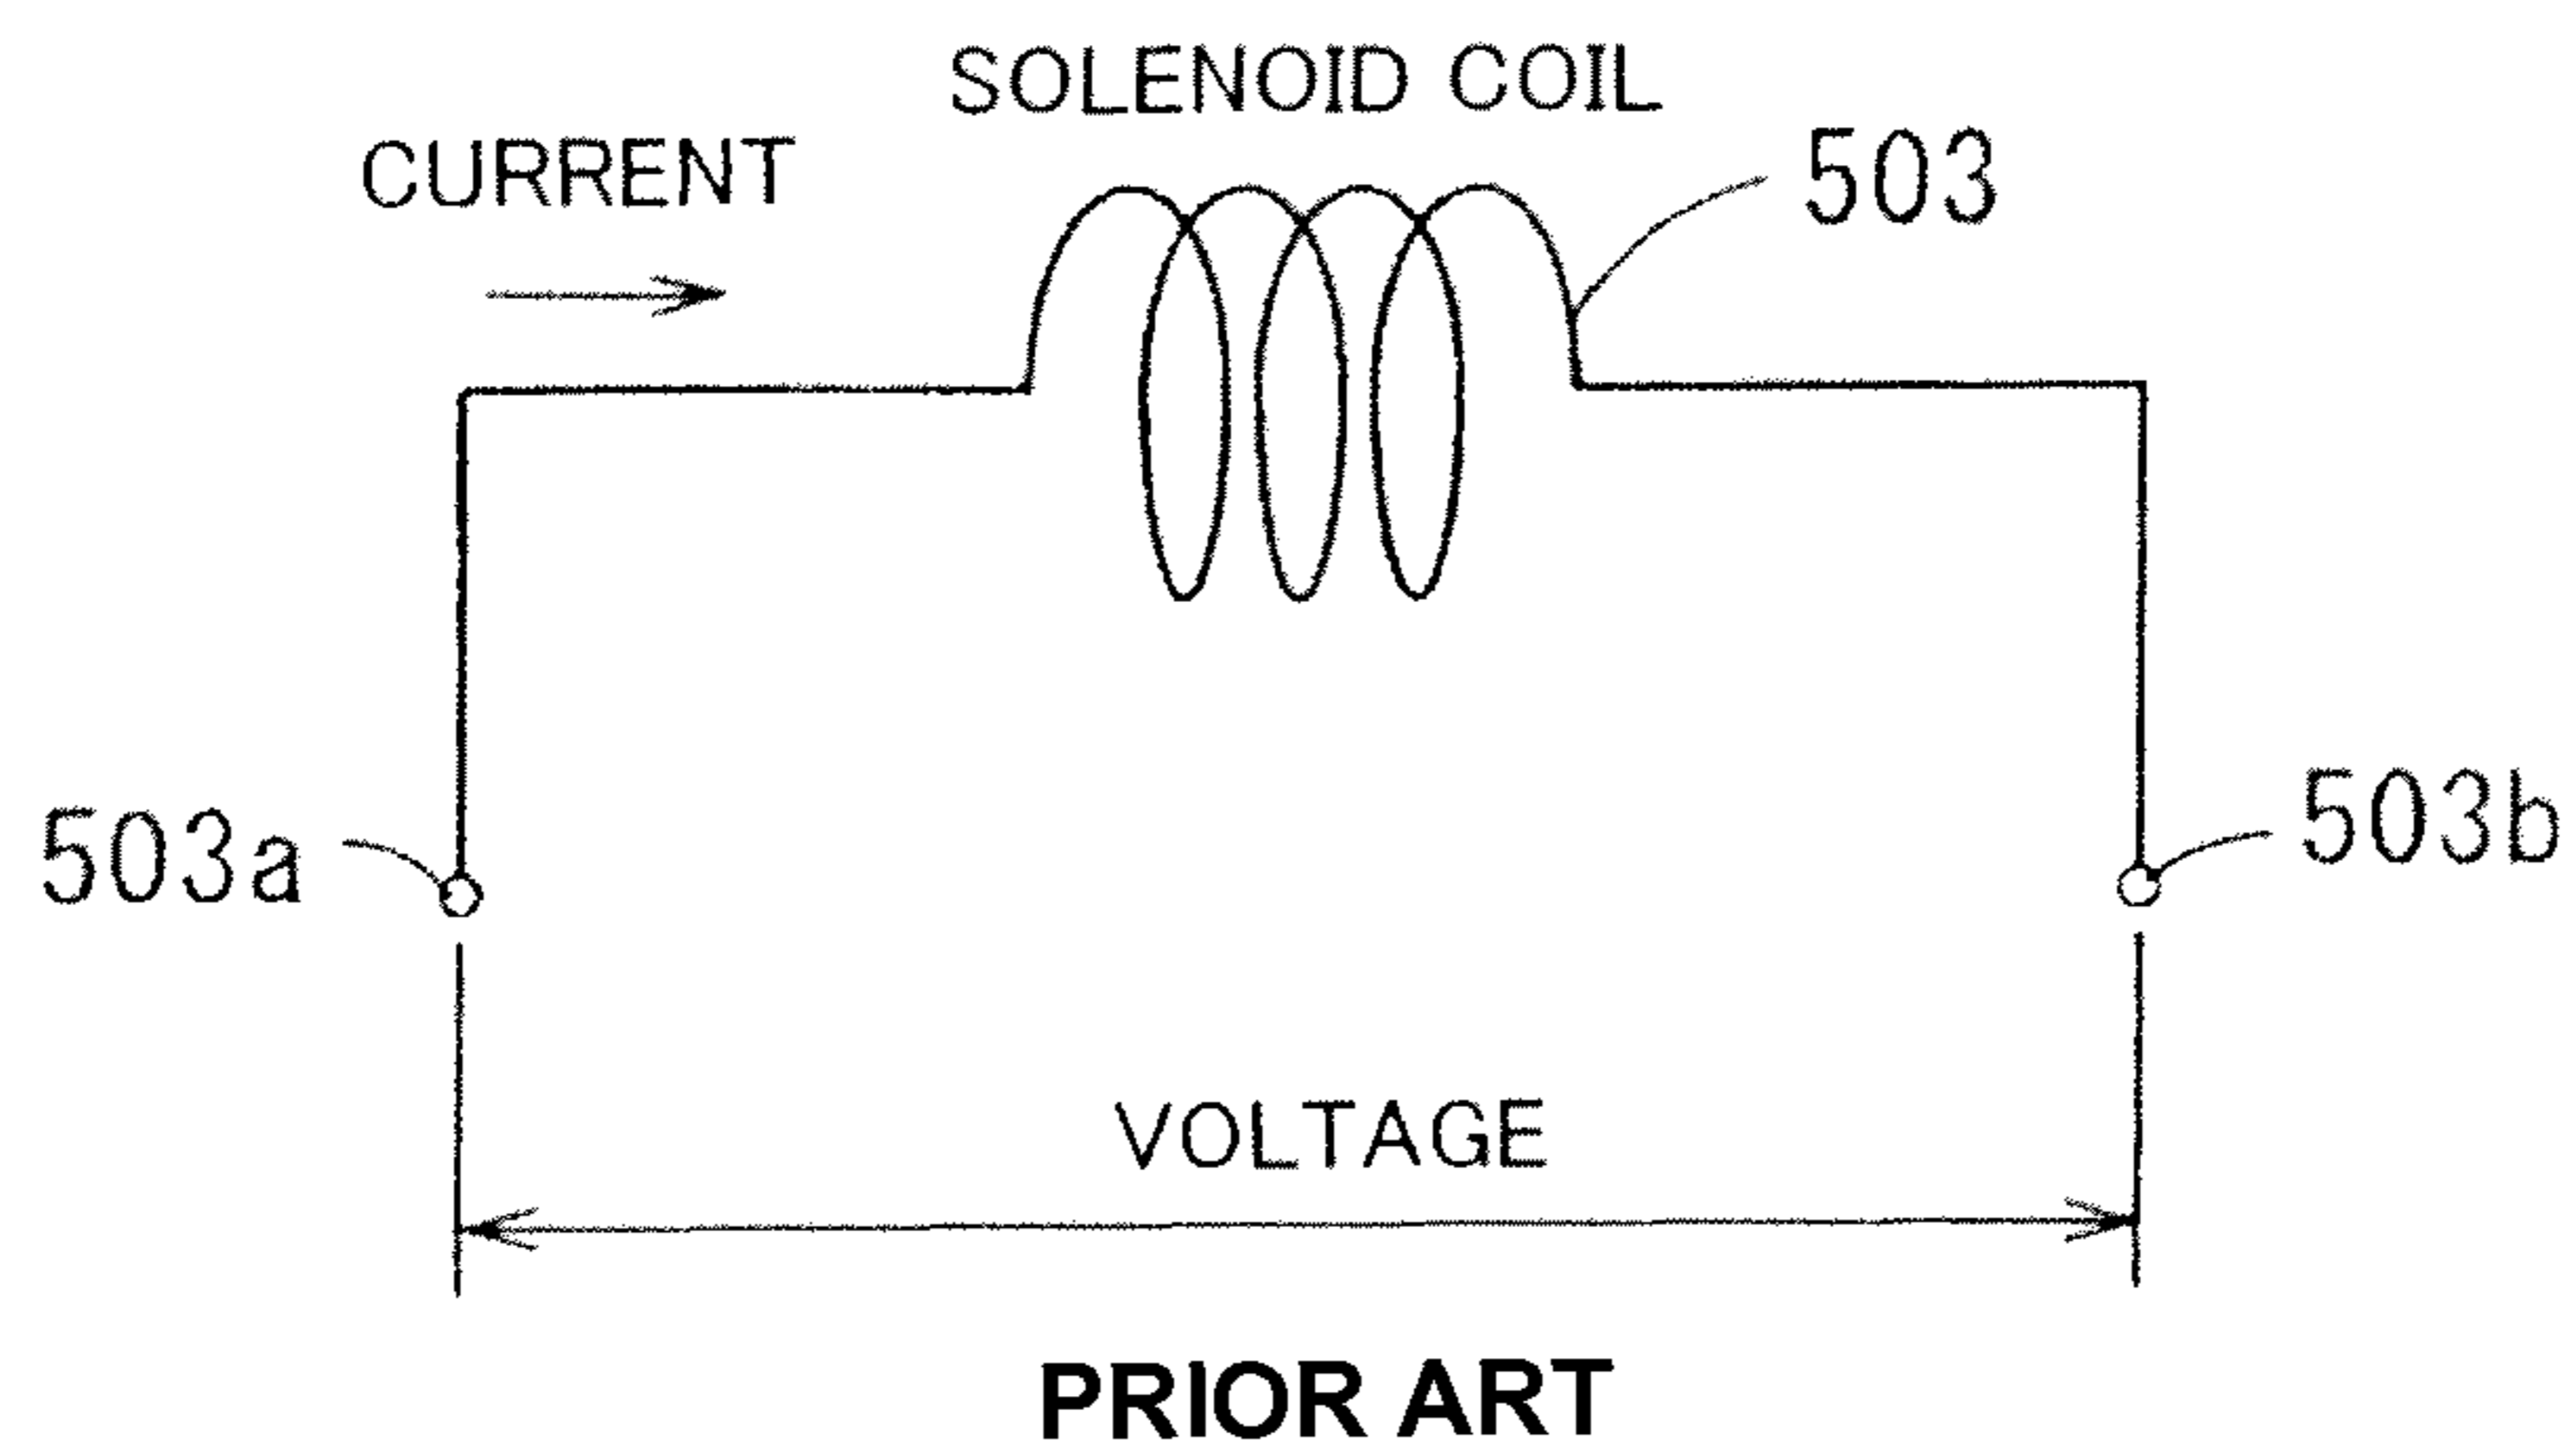 SOLENOID COIL
CURRENT
503
503a
503b
VOLTAGE
PRIOR ART